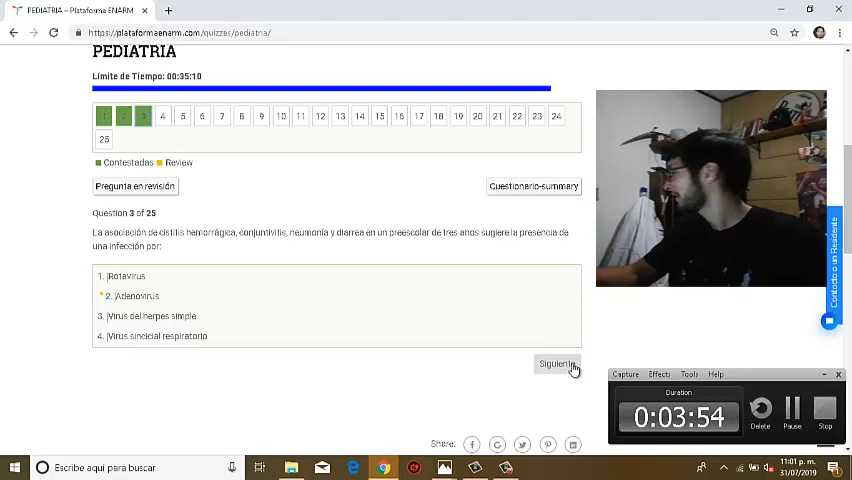 PEDIATRIA – Plataforma ENARM
https://plataformaenarm.com/quizzes/pediatria/
PEDIATRIA
Límite de Tiempo: 00:35:10
1 2 3 4 5 6 7 8 9 10 11 12 13 14 15 16 17 18 19 20 21 22 23 24
25
Contestadas Review
Pregunta en revisión
Cuestionario-summary
Question 3 of 25
La asociación de cistitis hemorrágica, conjuntivitis, neumonía y diarrea en un preescolar de tres anos sugiere la presencia de
una infección por:
1. |Rotavirus
2. |Adenovirus
3. |Virus del herpes simple
4. |Virus sincicial respiratorio
Siguiente
Contacto a un Residente
Capture Effects Tools Help
Duration
0:03:54
Delete Pause Stop
Share:
Escribe aquí para buscar
11:01 p. m.
31/07/2019